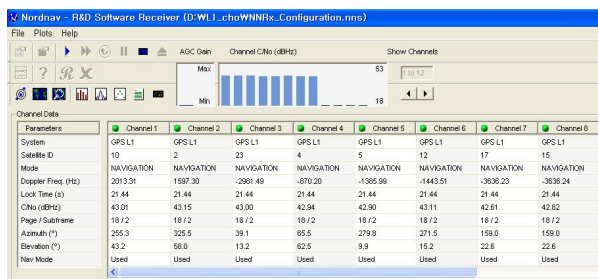 Nordnav - R&D Software Receiver (D:\L1_cho\NNRx_Configuration.nns)
File Plots Help
AGC Gain Channel C/No (dBHz) Show Channels
Max 53 1 to 12
Min 18
Channel Data
Parameters Channel 1 Channel 2 Channel 3 Channel 4 Channel 5 Channel 6 Channel 7 Channel 8
System GPS L1 GPS L1 GPS L1 GPS L1 GPS L1 GPS L1 GPS L1 GPS L1
Satellite ID 10 2 23 4 5 12 17 15
Mode NAVIGATION NAVIGATION NAVIGATION NAVIGATION NAVIGATION NAVIGATION NAVIGATION NAVIGATION
Doppler Freq. (Hz) 2013.31 1597.30 -2981.49 -870.20 -1385.99 -1443.51 -3636.23 -3636.24
Lock Time (s) 21.44 21.44 21.44 21.44 21.44 21.44 21.44 21.44
C/No (dBHz) 43.01 43.15 43.00 42.94 42.90 43.11 42.61 42.82
Page / Subframe 18 / 2 18 / 2 18 / 2 18 / 2 18 / 2 18 / 2 18 / 2 18 / 2
Azimuth (°) 255.3 325.5 39.1 65.5 279.8 271.5 159.0 159.0
Elevation (°) 43.2 58.0 13.2 62.5 9.9 15.2 22.6 22.6
Nav Mode Used Used Used Used Used Used Used Used